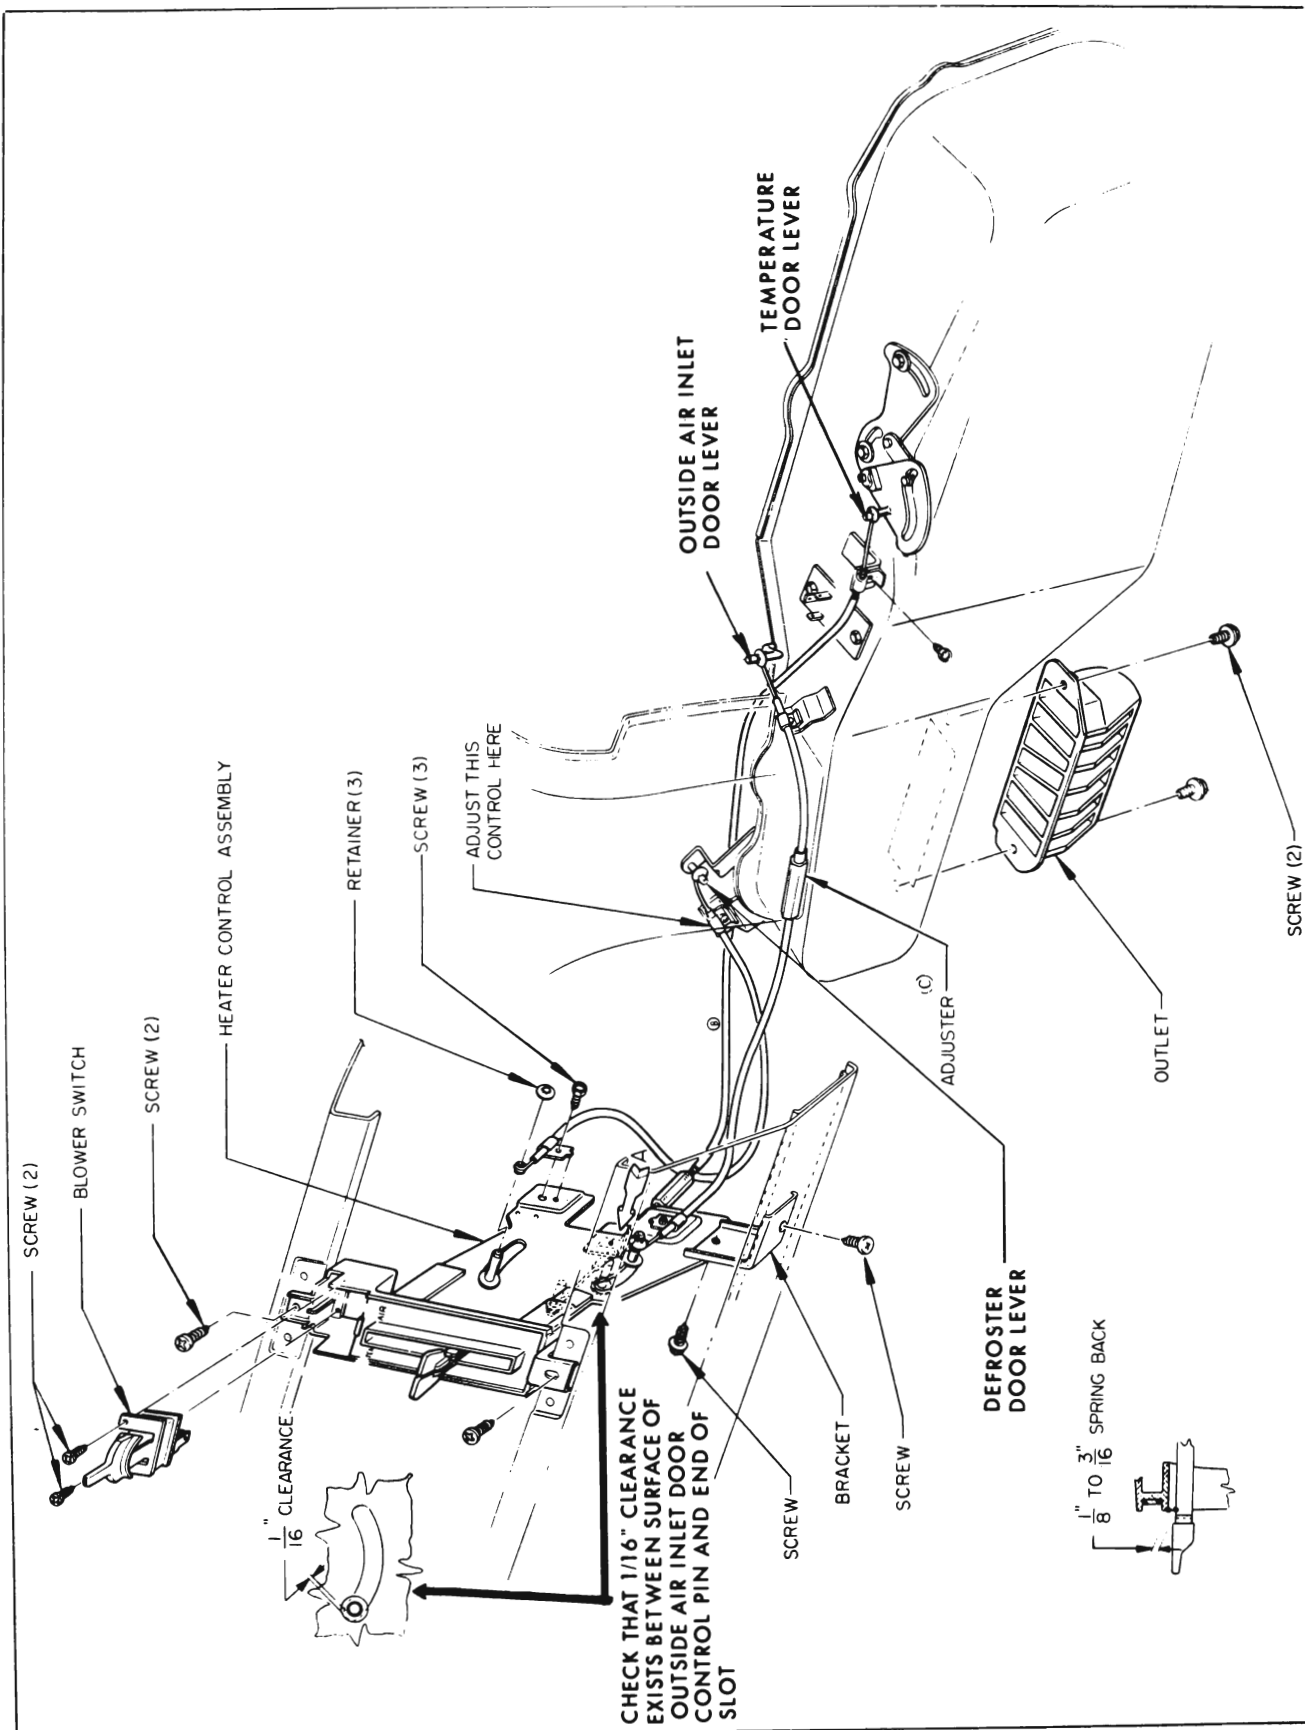 SCREW (2)
BLOWER SWITCH
SCREW (2)
HEATER CONTROL ASSEMBLY
RETAINER (3)
SCREW (3)
ADJUST THIS
CONTROL HERE
OUTSIDE AIR INLET
DOOR LEVER
TEMPERATURE
DOOR LEVER
1/16" CLEARANCE
AIR
A
B
(C)
ADJUSTER
OUTLET
SCREW (2)
CHECK THAT 1/16" CLEARANCE
EXISTS BETWEEN SURFACE OF
OUTSIDE AIR INLET DOOR
CONTROL PIN AND END OF
SLOT
SCREW
BRACKET
SCREW
DEFROSTER
DOOR LEVER
1/8" TO 3/16" SPRING BACK